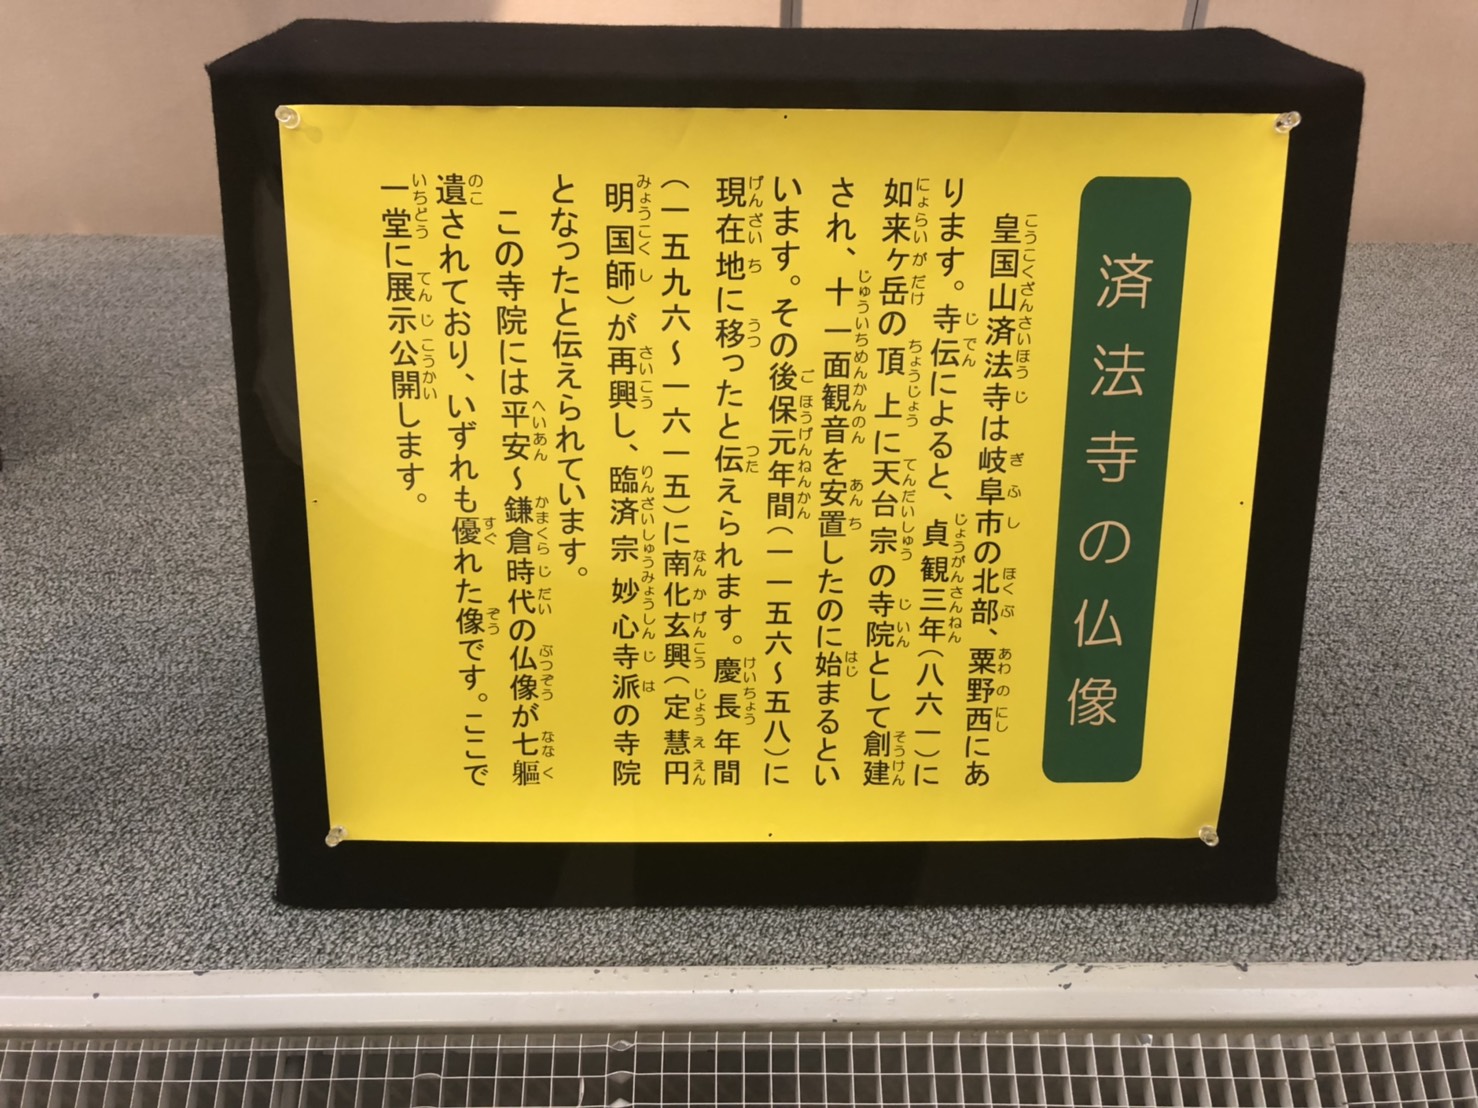 済法寺の仏像
皇国山済法寺は岐阜市の北部、粟野西にあ
ります。寺伝によると、貞観三年(八六一)に
如来ヶ岳の頂上に天台宗の寺院として創建
され、十一面観音を安置したのに始まるとい
います。その後保元年間(一一五六〜五八)に
現在地に移ったと伝えられます。慶長年間
(一五九六〜一六一五)に南化玄興(定慧円
明国師)が再興し、臨済宗妙心寺派の寺院
となったと伝えられています。
この寺院には平安〜鎌倉時代の仏像が七軀
遺されており、いずれも優れた像です。ここで
一堂に展示公開します。